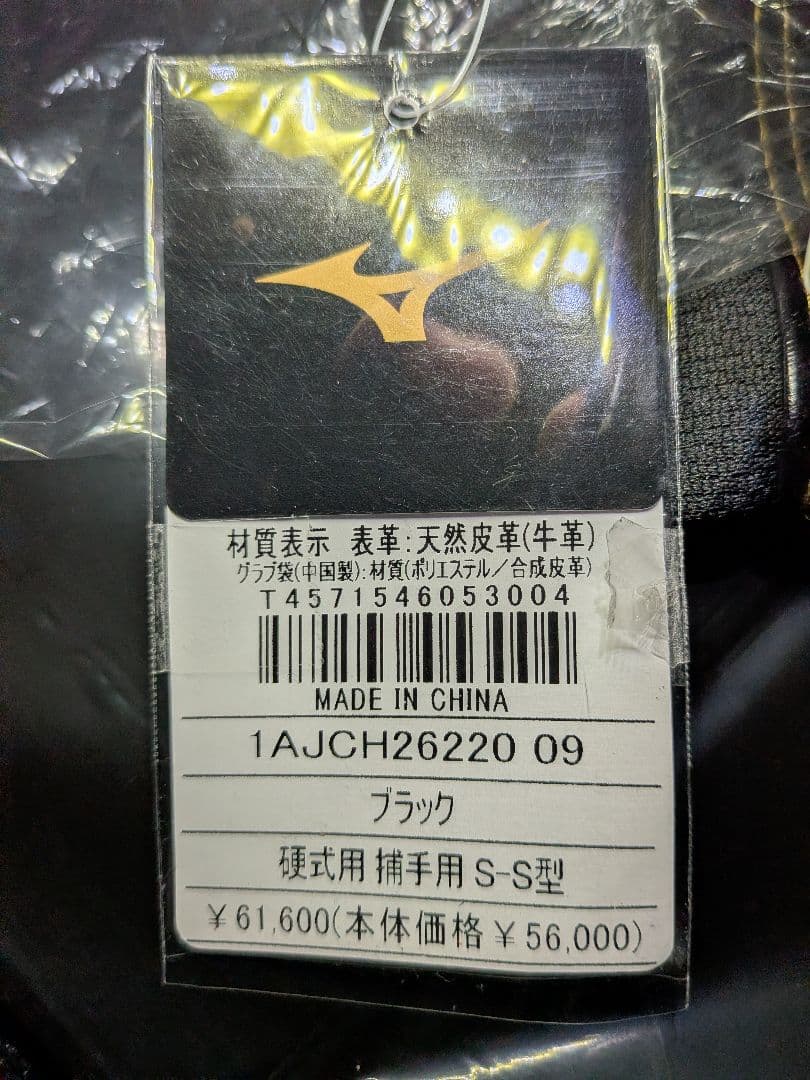 材質表示 表革:天然皮革(牛革)
グラブ袋(中国製):材質(ポリエステル/合成皮革)
T4571546053004
MADE IN CHINA
1AJCH26220 09
ブラック
硬式用 捕手用 S-S型
¥61,600(本体価格¥56,000)